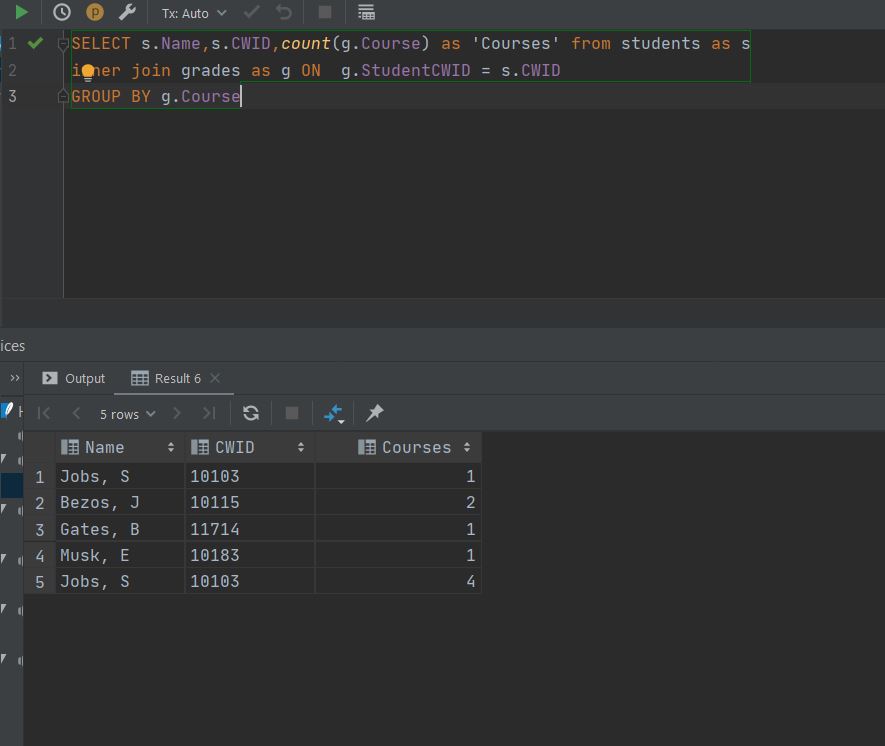 Tx: Auto
1 SELECT s.Name,s.CWID,count(g.Course) as 'Courses' from students as s
2 inner join grades as g ON  g.StudentCWID = s.CWID
3 GROUP BY g.Course
ices
Output Result 6
5 rows
Name CWID Courses
1 Jobs, S 10103 1
2 Bezos, J 10115 2
3 Gates, B 11714 1
4 Musk, E 10183 1
5 Jobs, S 10103 4